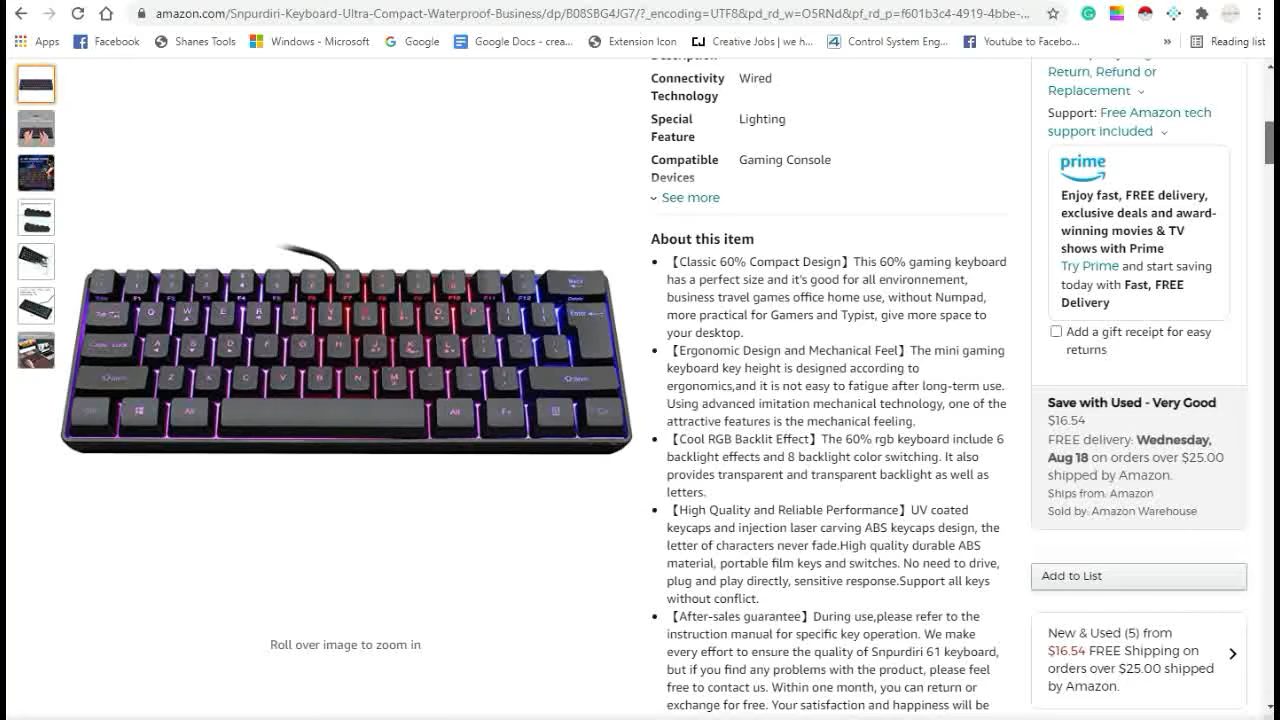 amazon.com/Snpurdiri-Keyboard-Ultra-Compact-Waterproof-Business/dp/B08SBG4JG7/?_encoding=UTF8&pd_rd_w=O5RNd&pf_rd_p=f601b3c4-4919-4bbe-...
Apps Facebook Shanes Tools Windows - Microsoft Google Google Docs - crea... Extension Icon Creative Jobs | we h... Control System Eng... Youtube to Facebo... » Reading list
Description
Connectivity Wired
Technology
Special Lighting
Feature
Compatible Gaming Console
Devices
See more
About this item
【Classic 60% Compact Design】This 60% gaming keyboard
has a perfect size and it's good for all environnement,
business travel games office home use, without Numpad,
more practical for Gamers and Typist, give more space to
your desktop.
【Ergonomic Design and Mechanical Feel】The mini gaming
keyboard key height is designed according to
ergonomics,and it is not easy to fatigue after long-term use.
Using advanced imitation mechanical technology, one of the
attractive features is the mechanical feeling.
【Cool RGB Backlit Effect】The 60% rgb keyboard include 6
backlight effects and 8 backlight color switching. It also
provides transparent and transparent backlight as well as
letters.
【High Quality and Reliable Performance】UV coated
keycaps and injection laser carving ABS keycaps design, the
letter of characters never fade.High quality durable ABS
material, portable film keys and switches. No need to drive,
plug and play directly, sensitive response.Support all keys
without conflict.
【After-sales guarantee】During use,please refer to the
instruction manual for specific key operation. We make
every effort to ensure the quality of Snpurdiri 61 keyboard,
but if you find any problems with the product, please feel
free to contact us. Within one month, you can return or
exchange for free. Your satisfaction and happiness will be
Roll over image to zoom in
Return, Refund or
Replacement
Support: Free Amazon tech
support included
prime
Enjoy fast, FREE delivery,
exclusive deals and award-
winning movies & TV
shows with Prime
Try Prime and start saving
today with Fast, FREE
Delivery
Add a gift receipt for easy
returns
Save with Used - Very Good
$16.54
FREE delivery: Wednesday,
Aug 18 on orders over $25.00
shipped by Amazon.
Ships from: Amazon
Sold by: Amazon Warehouse
Add to List
New & Used (5) from
$16.54 FREE Shipping on
orders over $25.00 shipped
by Amazon.